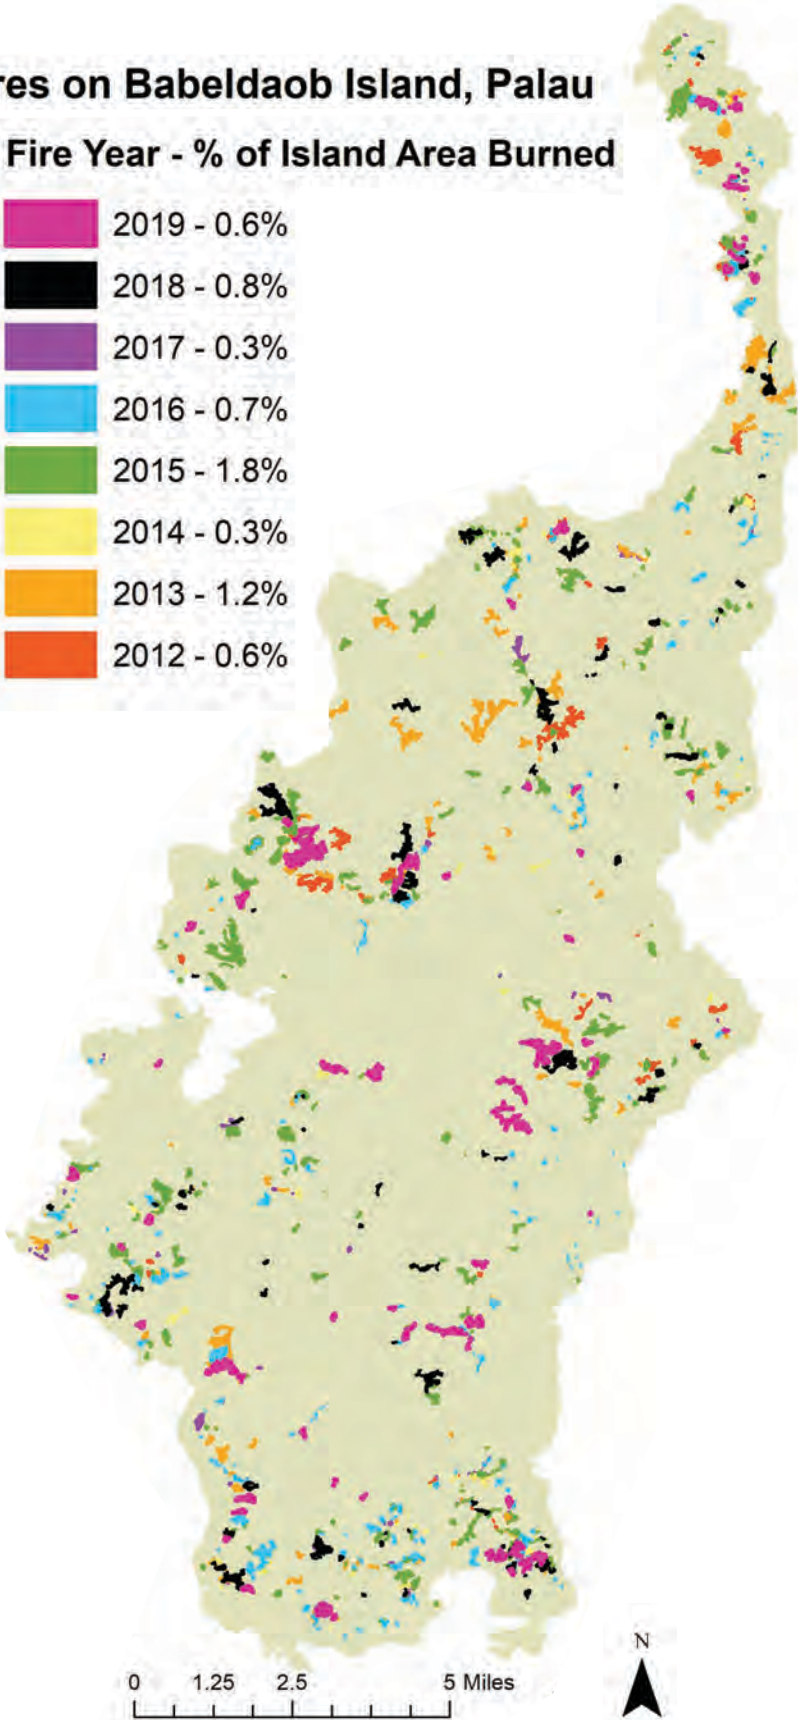 res on Babeldaob Island, Palau
Fire Year - % of Island Area Burned
2019 - 0.6%
2018 - 0.8%
2017 - 0.3%
2016 - 0.7%
2015 - 1.8%
2014 - 0.3%
2013 - 1.2%
2012 - 0.6%
N
0 1.25 2.5 5 Miles